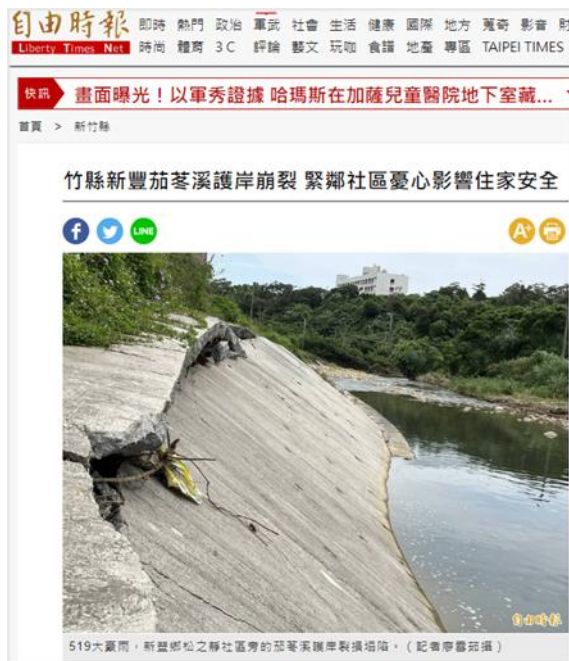 自由時報 即時 熱門 政治 軍武 社會 生活 健康 國際 地方 蒐奇 影音
Liberty Times Net 時尚 體育 3C 評論 藝文 玩咖 食譜 地產 專區 TAIPEI TIMES
快訊 畫面曝光！以軍秀證據 哈瑪斯在加薩兒童醫院地下室藏...
首頁 > 新竹縣
竹縣新豐茄苳溪護岸崩裂 緊鄰社區憂心影響住家安全
LINE
A+
自由時報
519大豪雨，新豐鄉松之靜社區旁的茄苳溪護岸裂損塌陷。（記者廖雪茹攝）